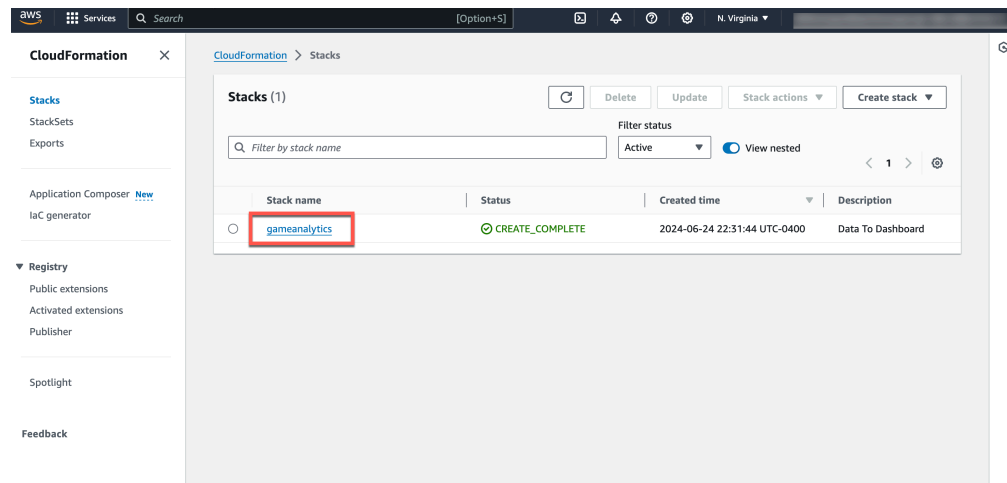 aws Services Search [Option+S] N. Virginia
CloudFormation
CloudFormation > Stacks
Stacks
StackSets
Exports
Application Composer New
IaC generator
Registry
Public extensions
Activated extensions
Publisher
Spotlight
Feedback
Stacks (1)
Delete Update Stack actions Create stack
Filter status
Filter by stack name Active View nested
1
Stack name Status Created time Description
gameanalytics CREATE_COMPLETE 2024-06-24 22:31:44 UTC-0400 Data To Dashboard